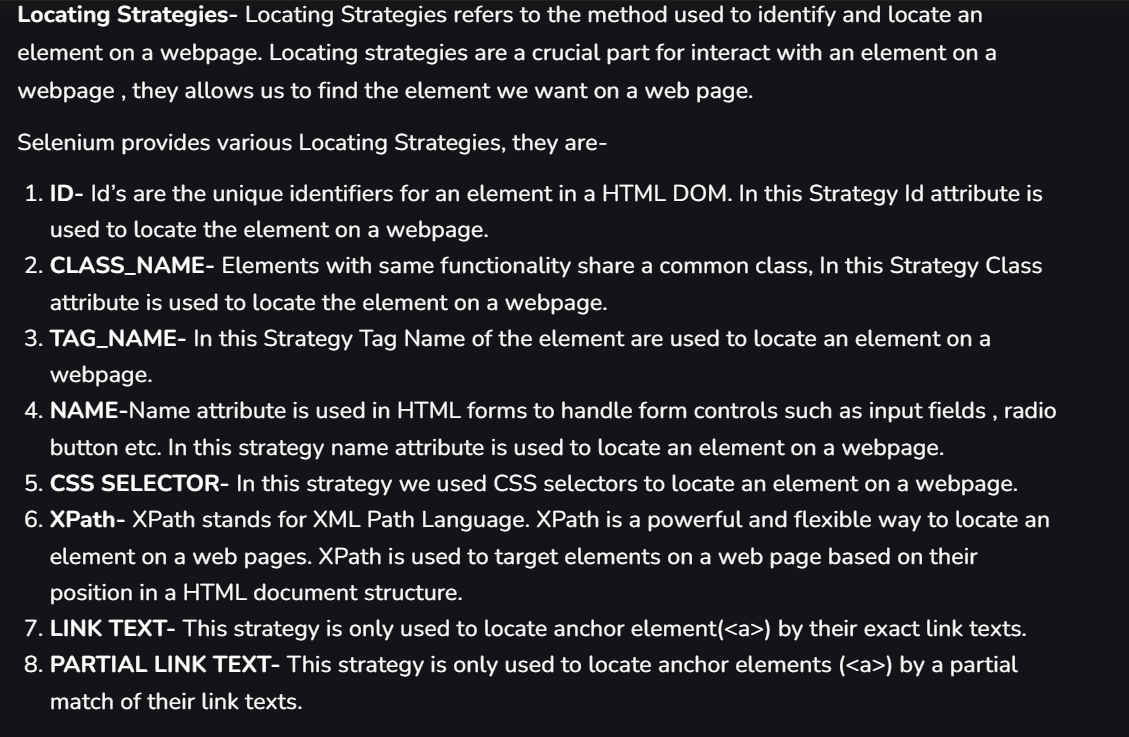 Locating Strategies- Locating Strategies refers to the method used to identify and locate an
element on a webpage. Locating strategies are a crucial part for interact with an element on a
webpage , they allows us to find the element we want on a web page.
Selenium provides various Locating Strategies, they are-
1. ID- Id’s are the unique identifiers for an element in a HTML DOM. In this Strategy Id attribute is
used to locate the element on a webpage.
2. CLASS_NAME- Elements with same functionality share a common class, In this Strategy Class
attribute is used to locate the element on a webpage.
3. TAG_NAME- In this Strategy Tag Name of the element are used to locate an element on a
webpage.
4. NAME-Name attribute is used in HTML forms to handle form controls such as input fields , radio
button etc. In this strategy name attribute is used to locate an element on a webpage.
5. CSS SELECTOR- In this strategy we used CSS selectors to locate an element on a webpage.
6. XPath- XPath stands for XML Path Language. XPath is a powerful and flexible way to locate an
element on a web pages. XPath is used to target elements on a web page based on their
position in a HTML document structure.
7. LINK TEXT- This strategy is only used to locate anchor element(<a>) by their exact link texts.
8. PARTIAL LINK TEXT- This strategy is only used to locate anchor elements (<a>) by a partial
match of their link texts.